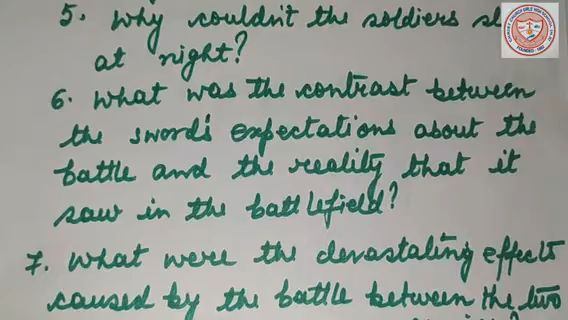 5. Why couldn't the soldiers
at night?
6. What was the contrast between
the sword's expectations about the
battle and the reality that it
saw in the battlefield?
7. What were the devastating effects
caused by the battle between the two